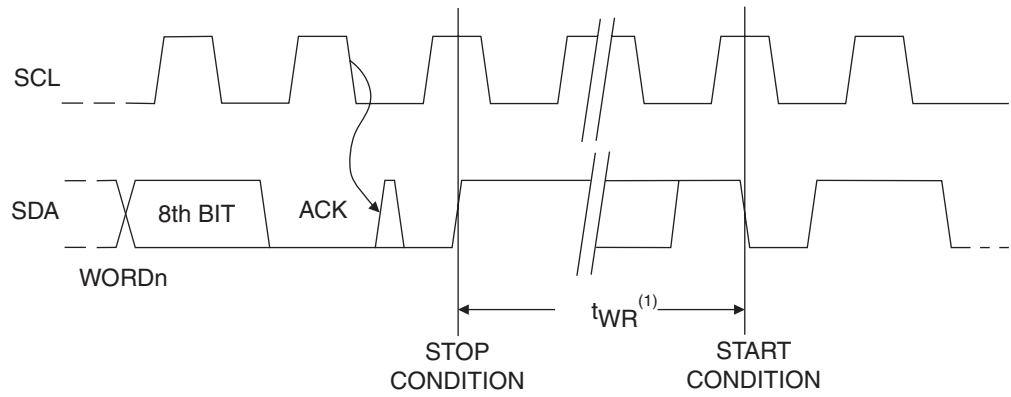 SCL
SDA
8th BIT
ACK
WORDn
tWR(1)
STOP
CONDITION
START
CONDITION